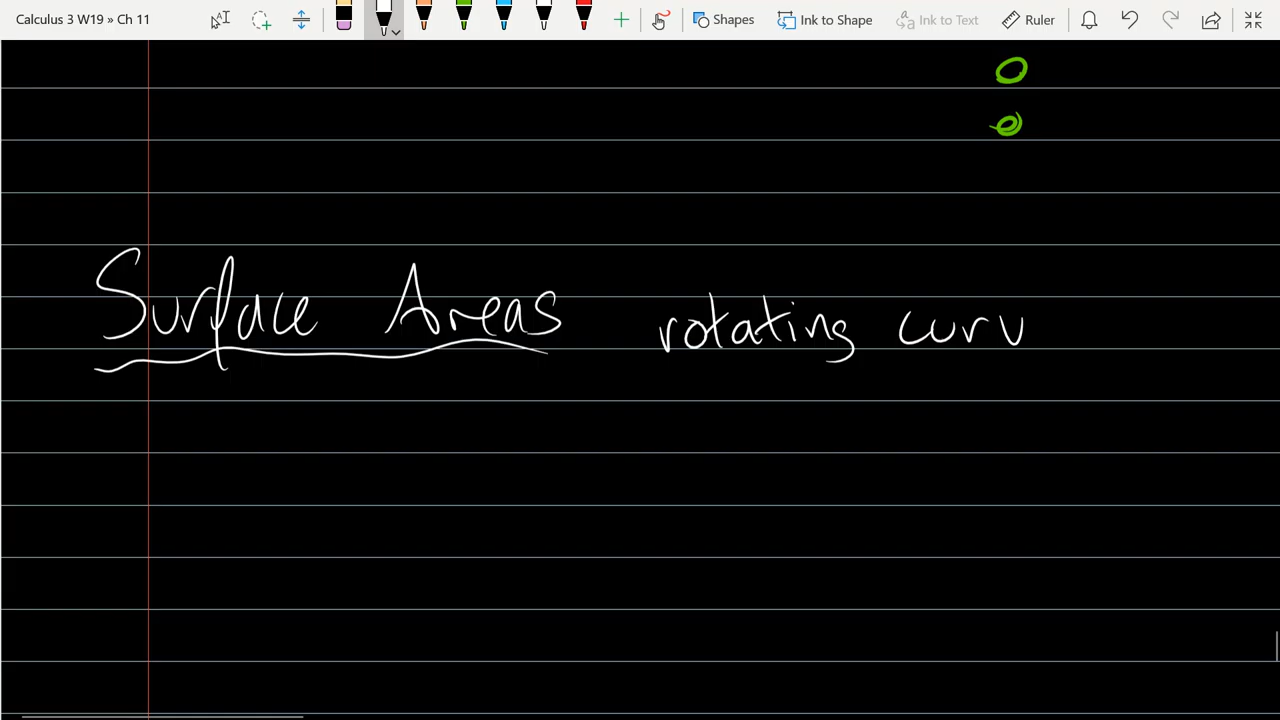 Calculus 3 W19 » Ch 11
Shapes
Ink to Shape
Ink to Text
Ruler
Surface Areas rotating curv